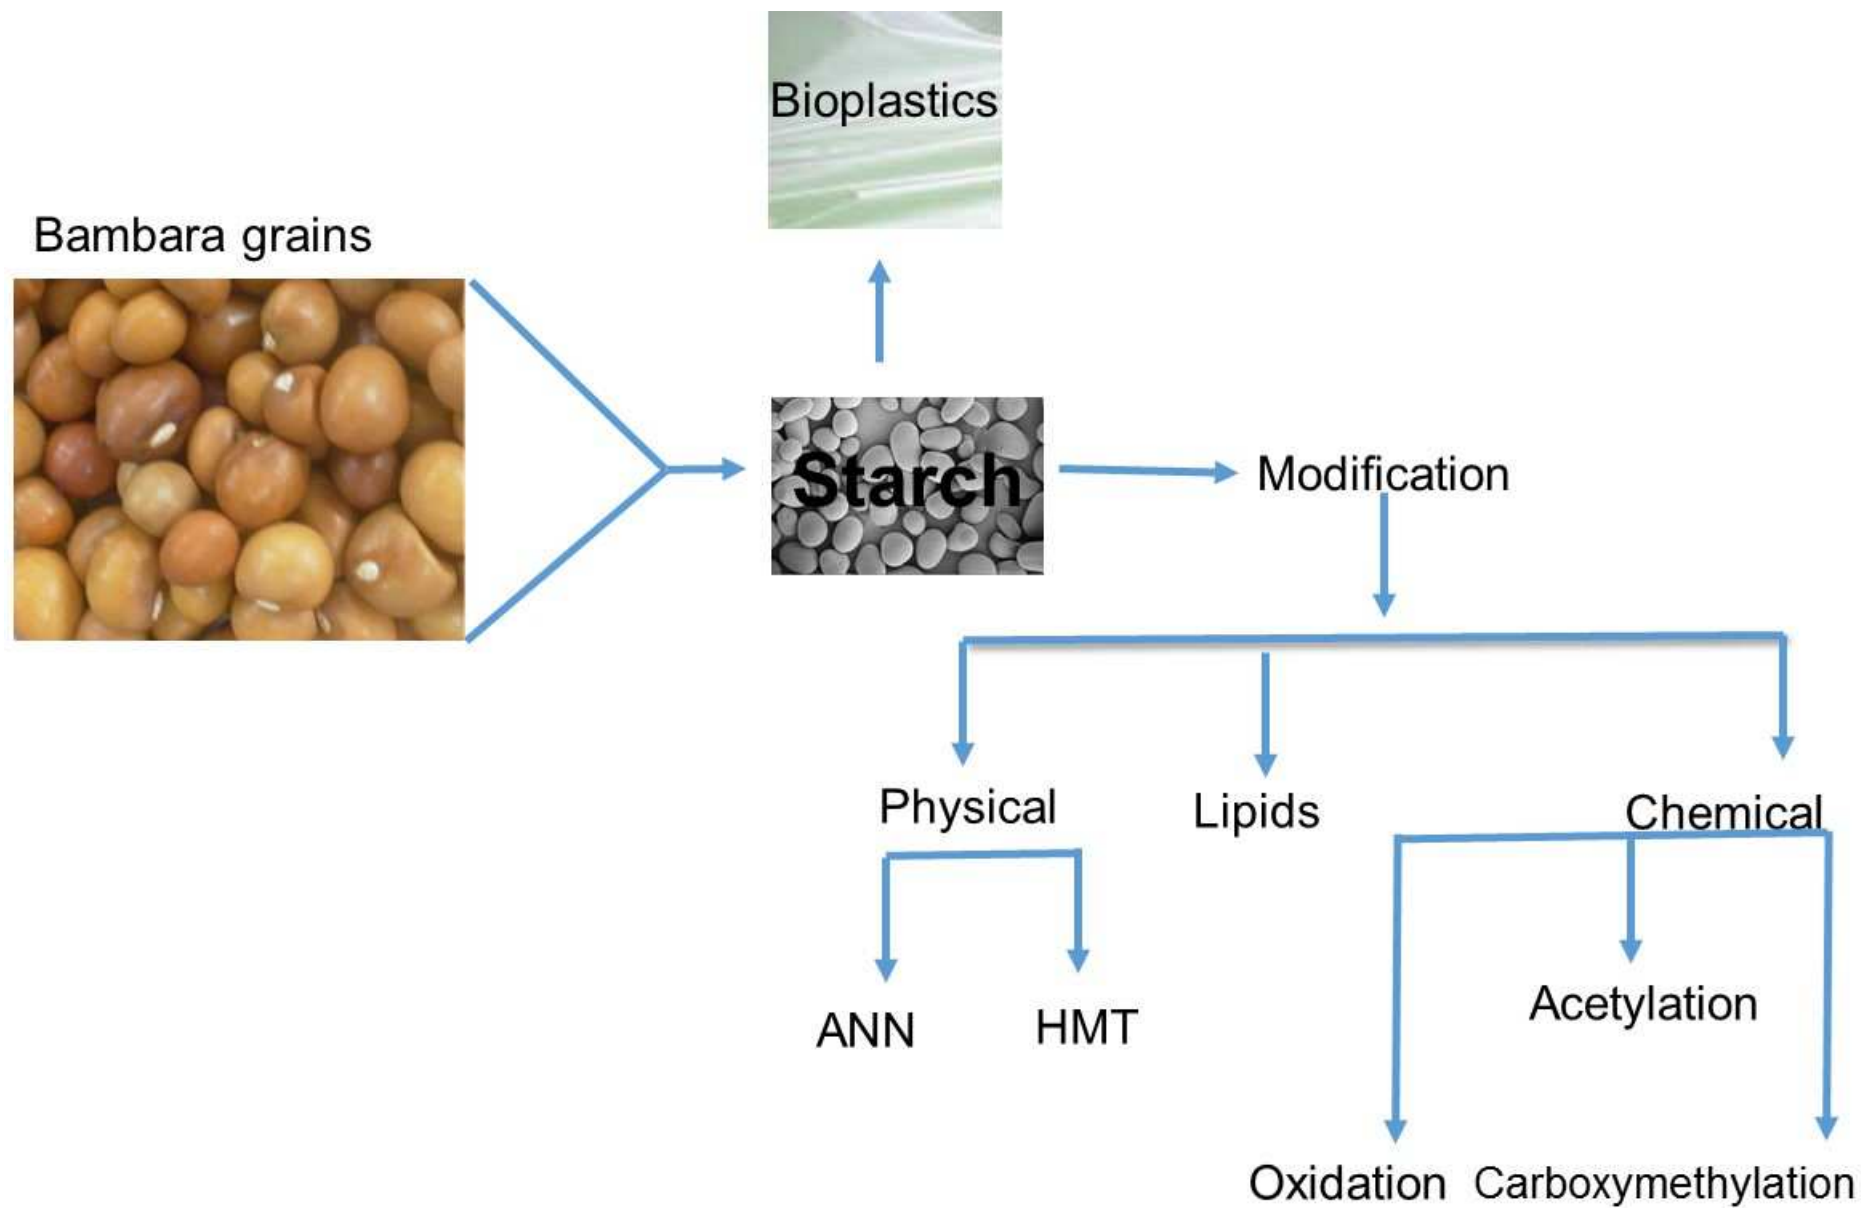 Bioplastics
Bambara grains
Starch
Modification
Physical
Lipids
Chemical
ANN
HMT
Acetylation
Oxidation
Carboxymethylation